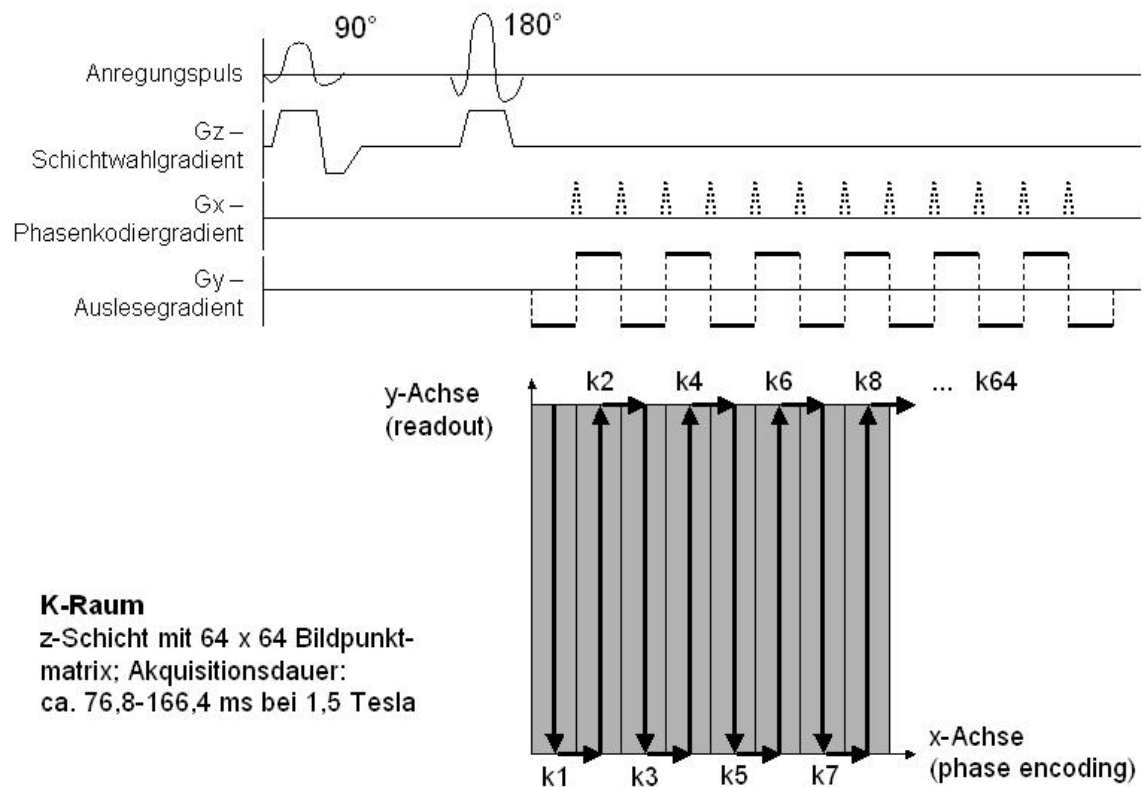 90°
180°
Anregungspuls
Gz –
Schichtwahlgradient
Gx –
Phasenkodiergradient
Gy –
Auslesegradient
y-Achse
(readout)
k2
k4
k6
k8
... k64
K-Raum
z-Schicht mit 64 x 64 Bildpunkt-
matrix; Akquisitionsdauer:
ca. 76,8-166,4 ms bei 1,5 Tesla
k1
k3
k5
k7
x-Achse
(phase encoding)